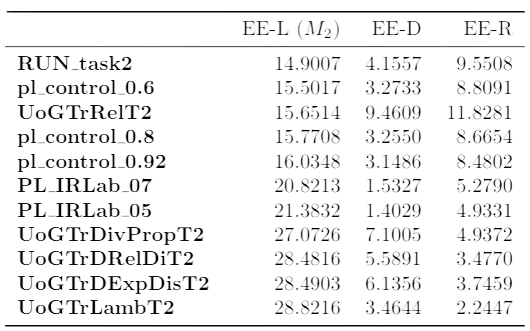 EE-L (M₂) EE-D EE-R
RUN_task2 14.9007 4.1557 9.5508
pl_control_0.6 15.5017 3.2733 8.8091
UoGTrRelT2 15.6514 9.4609 11.8281
pl_control_0.8 15.7708 3.2550 8.6654
pl_control_0.92 16.0348 3.1486 8.4802
PL_IRLab_07 20.8213 1.5327 5.2790
PL_IRLab_05 21.3832 1.4029 4.9331
UoGTrDivPropT2 27.0726 7.1005 4.9372
UoGTrDRelDiT2 28.4816 5.5891 3.4770
UoGTrDExpDisT2 28.4903 6.1356 3.7459
UoGTrLambT2 28.8216 3.4644 2.2447